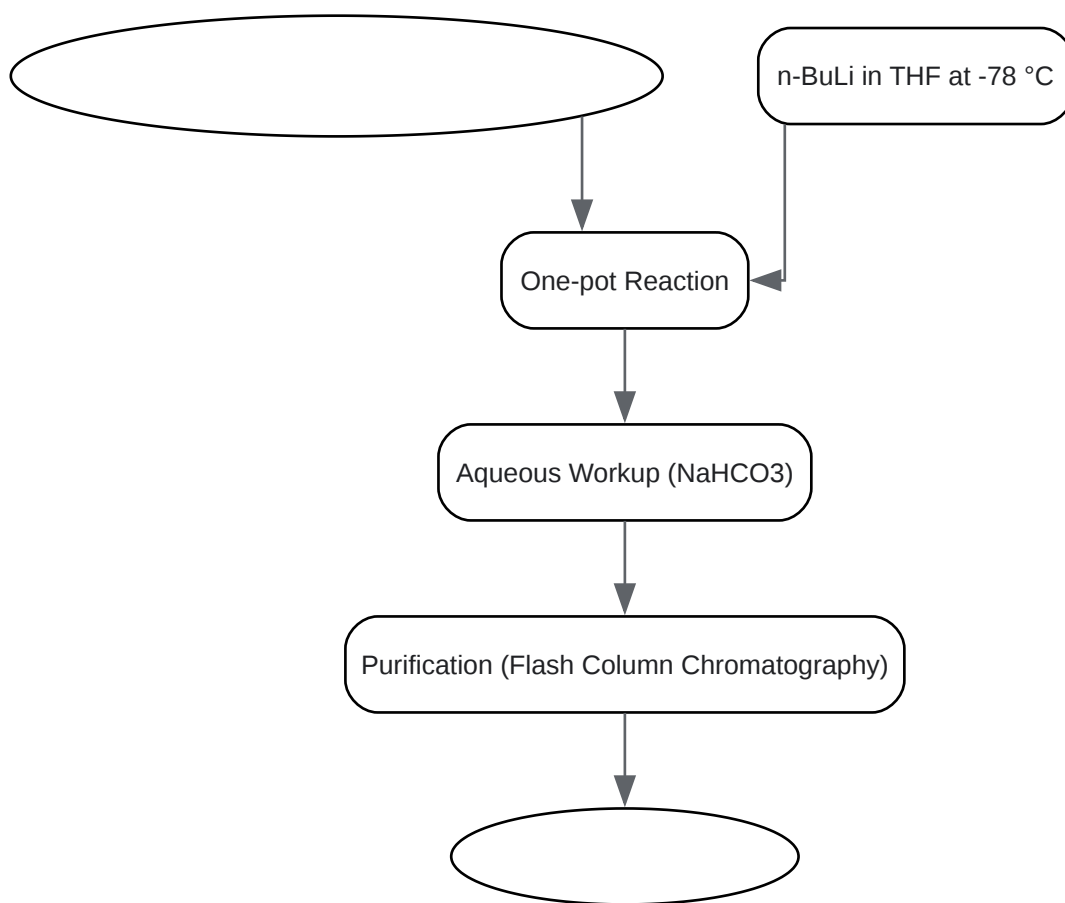 n-BuLi in THF at -78 °C
One-pot Reaction
Aqueous Workup (NaHCO3)
Purification (Flash Column Chromatography)